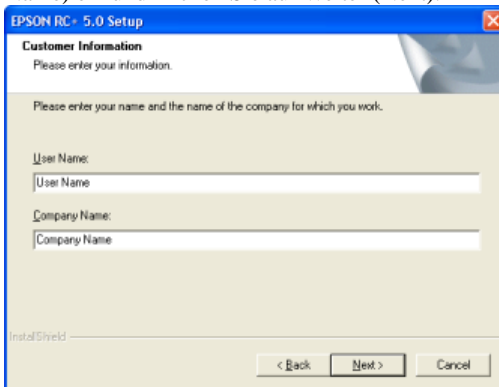 EPSON RC+ 5.0 Setup
Customer Information
Please enter your information.
Please enter your name and the name of the company for which you work.
User Name:
User Name
Company Name:
Company Name
InstallShield
< Back Next > Cancel